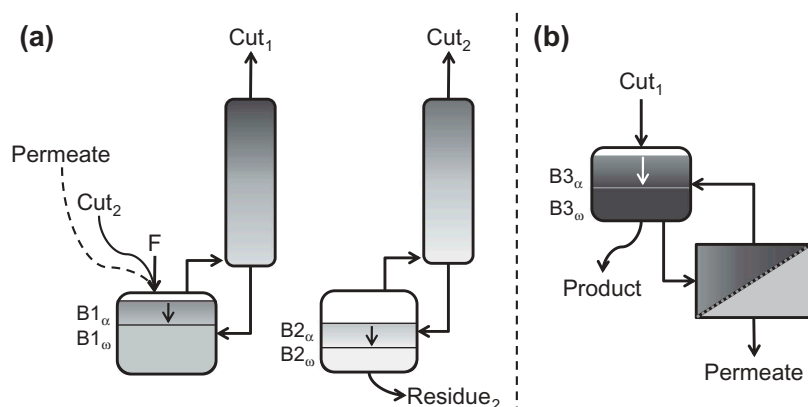 (a)
Cut₁
Cut₂
(b)
Cut₁
Permeate
Cut₂
F
B1α
B1ω
B2α
B2ω
Residue₂
B3α
B3ω
Product
Permeate